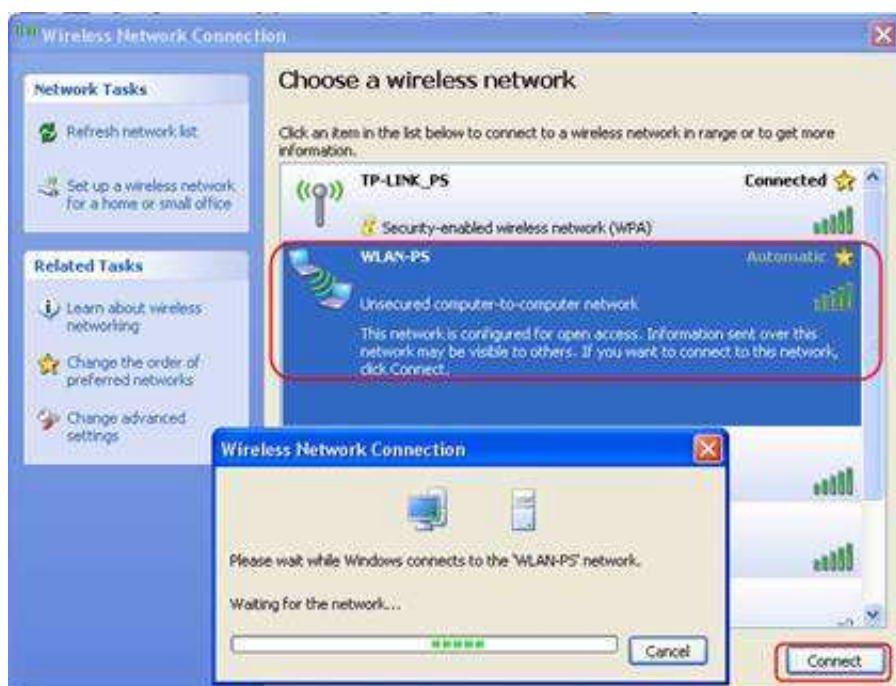 Wireless Network Connection
Network Tasks
Refresh network list
Set up a wireless network
for a home or small office
Related Tasks
Learn about wireless
networking
Change the order of
preferred networks
Change advanced
settings
Choose a wireless network
Click an item in the list below to connect to a wireless network in range or to get more
information.
TP-LINK_PS
Connected
Security-enabled wireless network (WPA)
WLAN-PS
Automatic
Unsecured computer-to-computer network
This network is configured for open access. Information sent over this
network may be visible to others. If you want to connect to this network,
click Connect.
Wireless Network Connection
Please wait while Windows connects to the 'WLAN-PS' network.
Waiting for the network...
Cancel
Connect